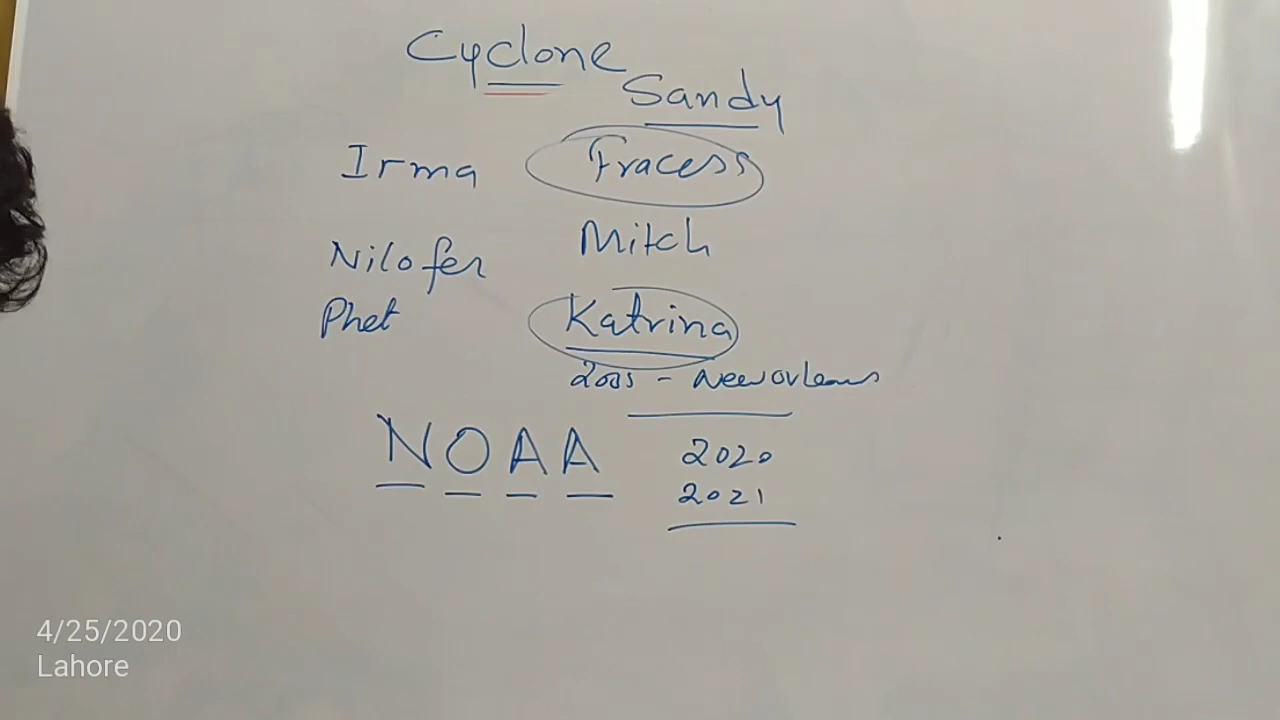 Cyclone
Sandy
Irma Fracess
Mitch
Nilofer
Phet Katrina
2005 - New orleans
NOAA 2020
2021
4/25/2020
Lahore